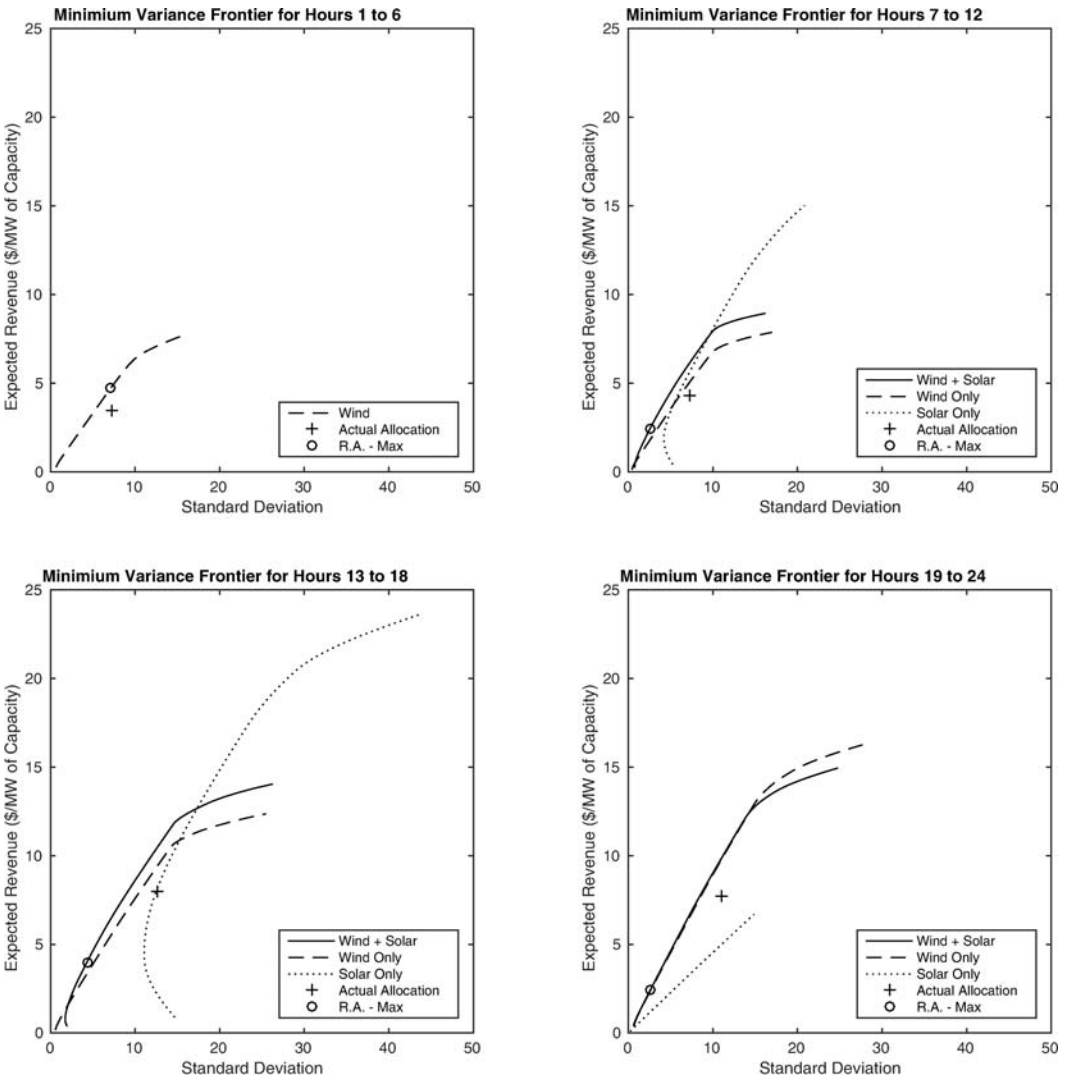 Minimium Variance Frontier for Hours 1 to 6
25
20
15
10
5
0
Expected Revenue ($/MW of Capacity)
Wind
Actual Allocation
R.A. - Max
0 10 20 30 40 50
Standard Deviation
Minimium Variance Frontier for Hours 7 to 12
25
20
15
10
5
0
Expected Revenue ($/MW of Capacity)
Wind + Solar
Wind Only
Solar Only
Actual Allocation
R.A. - Max
0 10 20 30 40 50
Standard Deviation
Minimium Variance Frontier for Hours 13 to 18
25
20
15
10
5
0
Expected Revenue ($/MW of Capacity)
Wind + Solar
Wind Only
Solar Only
Actual Allocation
R.A. - Max
0 10 20 30 40 50
Standard Deviation
Minimium Variance Frontier for Hours 19 to 24
25
20
15
10
5
0
Expected Revenue ($/MW of Capacity)
Wind + Solar
Wind Only
Solar Only
Actual Allocation
R.A. - Max
0 10 20 30 40 50
Standard Deviation